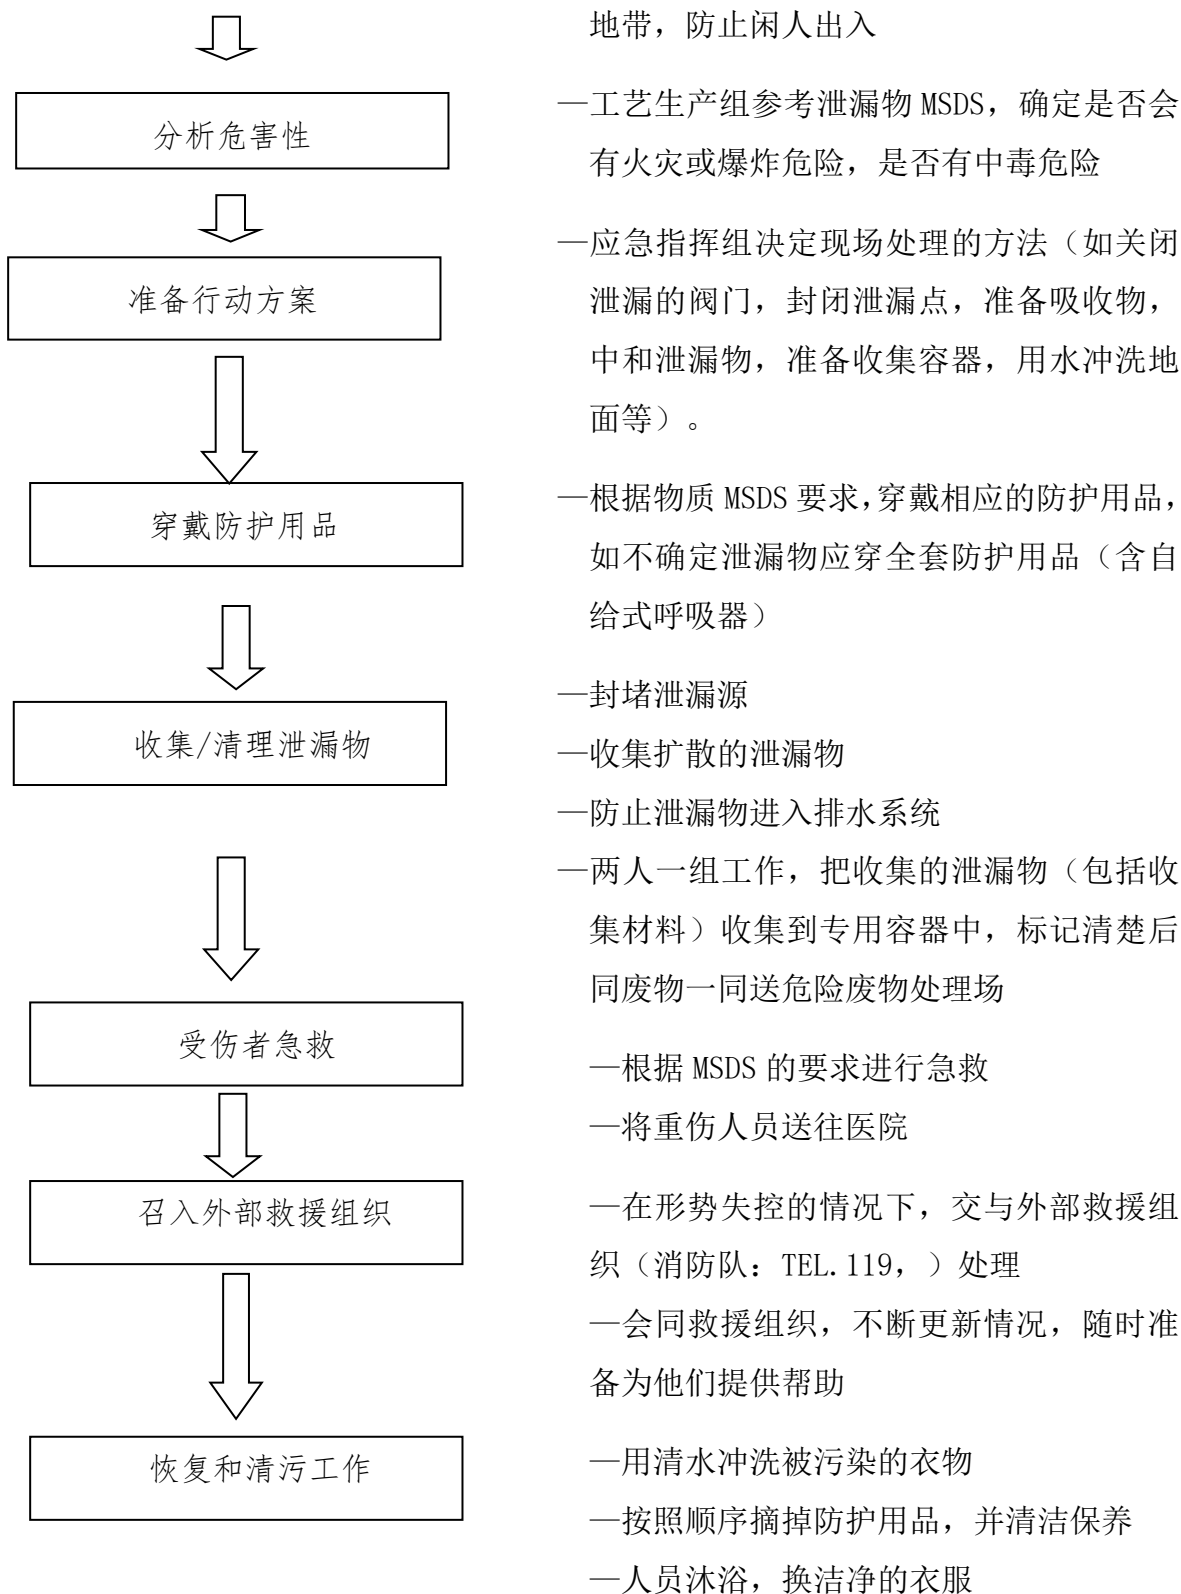 地带，防止闲人出入
分析危害性
—工艺生产组参考泄漏物 MSDS，确定是否会
有火灾或爆炸危险，是否有中毒危险
准备行动方案
—应急指挥组决定现场处理的方法（如关闭
泄漏的阀门，封闭泄漏点，准备吸收物，
中和泄漏物，准备收集容器，用水冲洗地
面等）。
穿戴防护用品
—根据物质 MSDS 要求，穿戴相应的防护用品，
如不确定泄漏物应穿全套防护用品（含自
给式呼吸器）
收集/清理泄漏物
—封堵泄漏源
—收集扩散的泄漏物
—防止泄漏物进入排水系统
—两人一组工作，把收集的泄漏物（包括收
集材料）收集到专用容器中，标记清楚后
同废物一同送危险废物处理场
受伤者急救
—根据 MSDS 的要求进行急救
—将重伤人员送往医院
召入外部救援组织
—在形势失控的情况下，交与外部救援组
织（消防队：TEL.119，）处理
—会同救援组织，不断更新情况，随时准
备为他们提供帮助
恢复和清污工作
—用清水冲洗被污染的衣物
—按照顺序摘掉防护用品，并清洁保养
—人员沐浴，换洁净的衣服